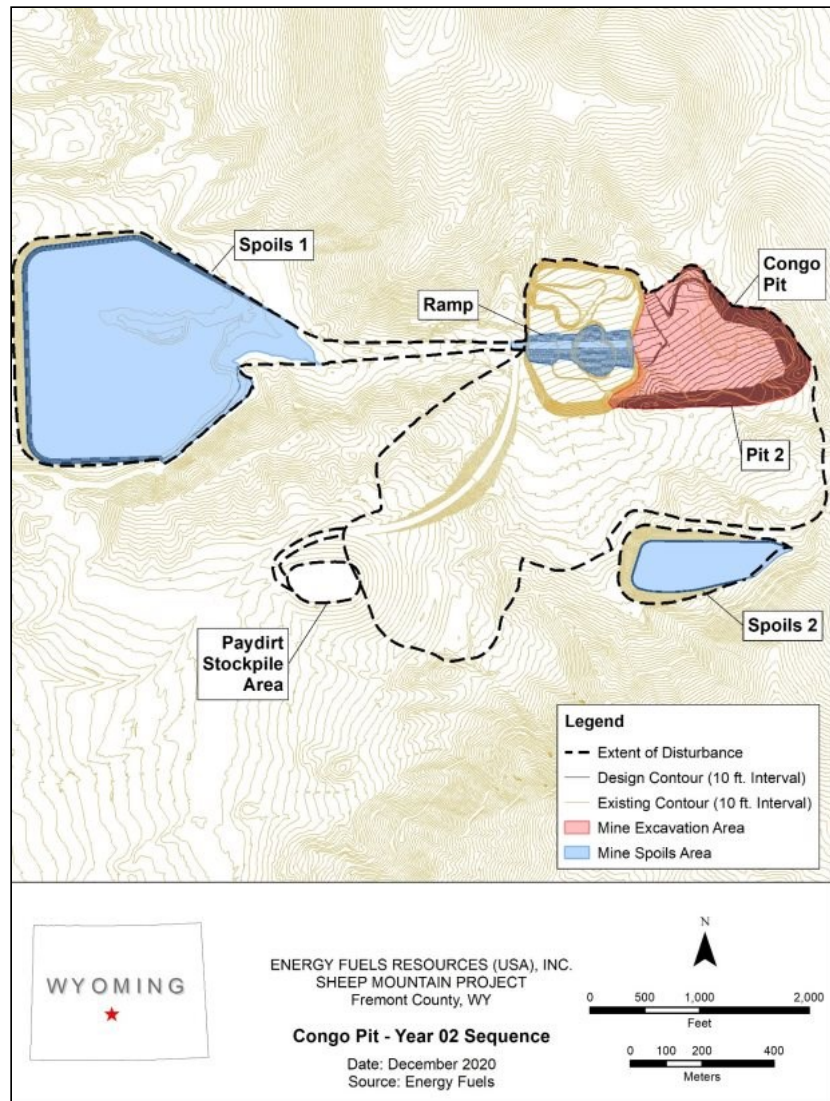 Spoils 1
Congo
Pit
Ramp
Pit 2
Spoils 2
Paydirt
Stockpile
Area
Legend
Extent of Disturbance
Design Contour (10 ft. Interval)
Existing Contour (10 ft. Interval)
Mine Excavation Area
Mine Spoils Area
WYOMING
ENERGY FUELS RESOURCES (USA), INC.
SHEEP MOUNTAIN PROJECT
Fremont County, WY
Congo Pit - Year 02 Sequence
Date: December 2020
Source: Energy Fuels
N
0 500 1,000 2,000
Feet
0 100 200 400
Meters